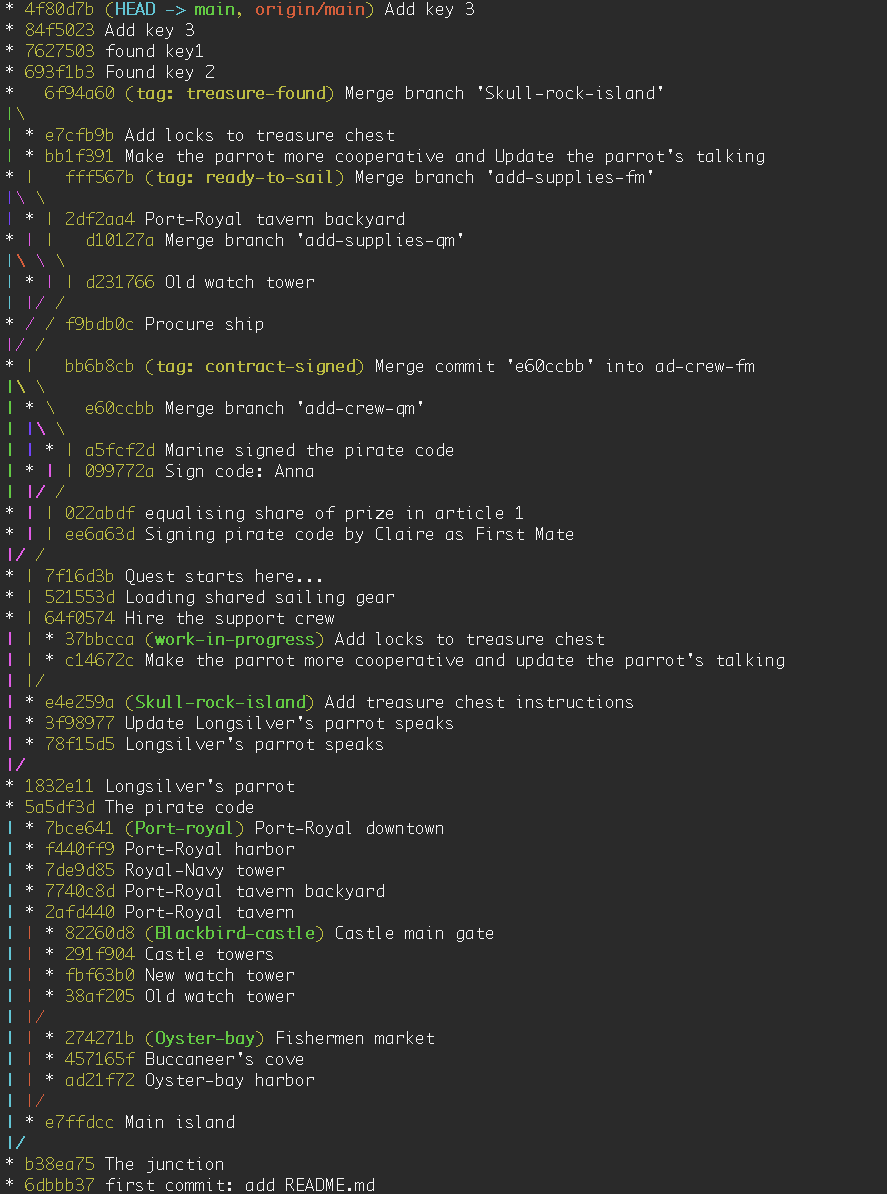 * 4f80d7b (HEAD -> main, origin/main) Add key 3
* 84f5023 Add key 3
* 7627503 found key1
* 693f1b3 Found key 2
*   6f94a60 (tag: treasure-found) Merge branch 'Skull-rock-island'
|\
| * e7cfb9b Add locks to treasure chest
| * bb1f391 Make the parrot more cooperative and Update the parrot's talking
* |   fff567b (tag: ready-to-sail) Merge branch 'add-supplies-fm'
|\ \
| * | 2df2aa4 Port-Royal tavern backyard
* | |   d10127a Merge branch 'add-supplies-qm'
|\ \ \
| * | | d231766 Old watch tower
| |/ /
* / / f9bdb0c Procure ship
|/ /
* |   bb6b8cb (tag: contract-signed) Merge commit 'e60ccbb' into ad-crew-fm
|\ \
| * \   e60ccbb Merge branch 'add-crew-qm'
| |\ \
| | * | a5fcf2d Marine signed the pirate code
| * | | 099772a Sign code: Anna
| |/ /
* | | 022abdf equalising share of prize in article 1
* | | ee6a63d Signing pirate code by Claire as First Mate
|/ /
* | 7f16d3b Quest starts here...
* | 521553d Loading shared sailing gear
* | 64f0574 Hire the support crew
| | * 37bbcca (work-in-progress) Add locks to treasure chest
| | * c14672c Make the parrot more cooperative and update the parrot's talking
| |/
| * e4e259a (Skull-rock-island) Add treasure chest instructions
| * 3f98977 Update Longsilver's parrot speaks
| * 78f15d5 Longsilver's parrot speaks
|/
* 1832e11 Longsilver's parrot
* 5a5df3d The pirate code
| * 7bce641 (Port-royal) Port-Royal downtown
| * f440ff9 Port-Royal harbor
| * 7de9d85 Royal-Navy tower
| * 7740c8d Port-Royal tavern backyard
| * 2afd440 Port-Royal tavern
| | * 82260d8 (Blackbird-castle) Castle main gate
| | * 291f904 Castle towers
| | * fbf63b0 New watch tower
| | * 38af205 Old watch tower
| |/
| | * 274271b (Oyster-bay) Fishermen market
| | * 457165f Buccaneer's cove
| | * ad21f72 Oyster-bay harbor
| |/
| * e7ffdcc Main island
|/
* b38ea75 The junction
* 6dbbb37 first commit: add README.md